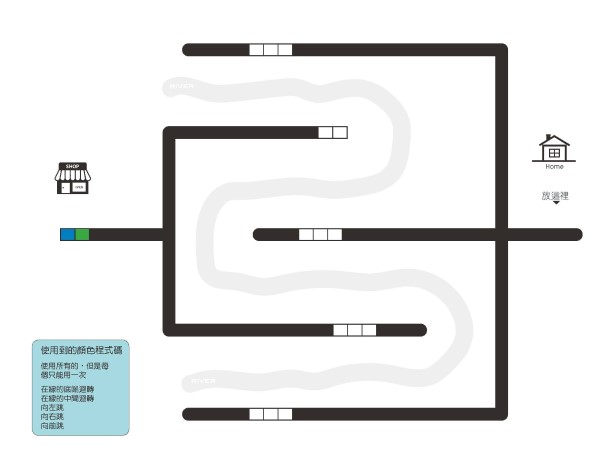 SHOP
OPEN
Home
放這裡
使用到的顏色程式碼
使用所有的，但是每
個只能用一次
在線的底端迴轉
在線的中間迴轉
向左跳
向右跳
向前跳